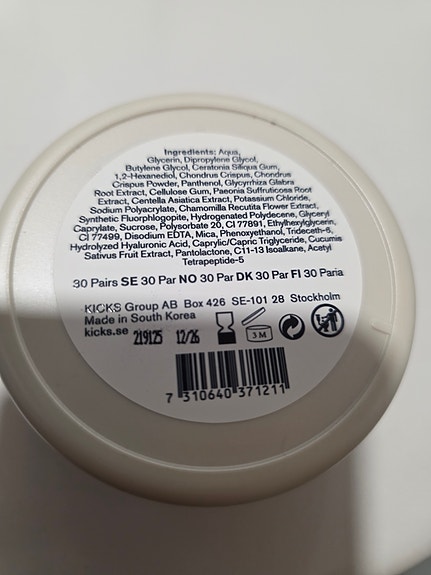 Ingredients: Aqua,
Glycerin, Dipropylene Glycol,
Butylene Glycol, Ceratonia Siliqua Gum,
1,2-Hexanediol, Chondrus Crispus, Chondrus
Crispus Powder, Panthenol, Glycyrrhiza Glabra
Root Extract, Cellulose Gum, Paeonia Suffruticosa Root
Extract, Centella Asiatica Extract, Potassium Chloride,
Sodium Polyacrylate, Chamomilla Recutita Flower Extract,
Synthetic Fluorphlogopite, Hydrogenated Polydecene, Glyceryl
Caprylate, Sucrose, Polysorbate 20, CI 77891, Ethylhexylglycerin,
CI 77499, Disodium EDTA, Mica, Phenoxyethanol, Trideceth-6,
Hydrolyzed Hyaluronic Acid, Caprylic/Capric Triglyceride, Cucumis
Sativus Fruit Extract, Pantolactone, C11-13 Isoalkane, Acetyl
Tetrapeptide-5
30 Pairs SE 30 Par NO 30 Par DK 30 Par FI 30 Paria
KICKS Group AB Box 426 SE-101 28 Stockholm
Made in South Korea
kicks.se 219125 12/26 3 M
7 310640 371211